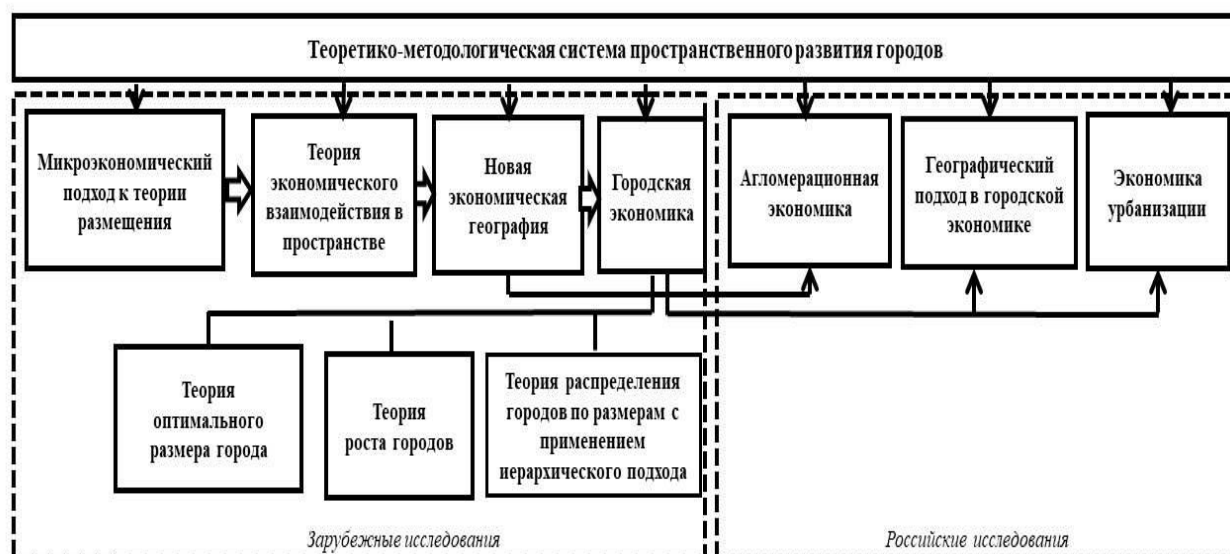 Теоретико-методологическая система пространственного развития городов
Микроэкономический
подход к теории
размещения
Теория
экономического
взаимодействия в
пространстве
Новая
экономическая
география
Городская
экономика
Агломерационная
экономика
Географический
подход в городской
экономике
Экономика
урбанизации
Теория
оптимального
размера города
Теория
роста городов
Теория распределения
городов по размерам с
применением
иерархического подхода
Зарубежные исследования
Российские исследования